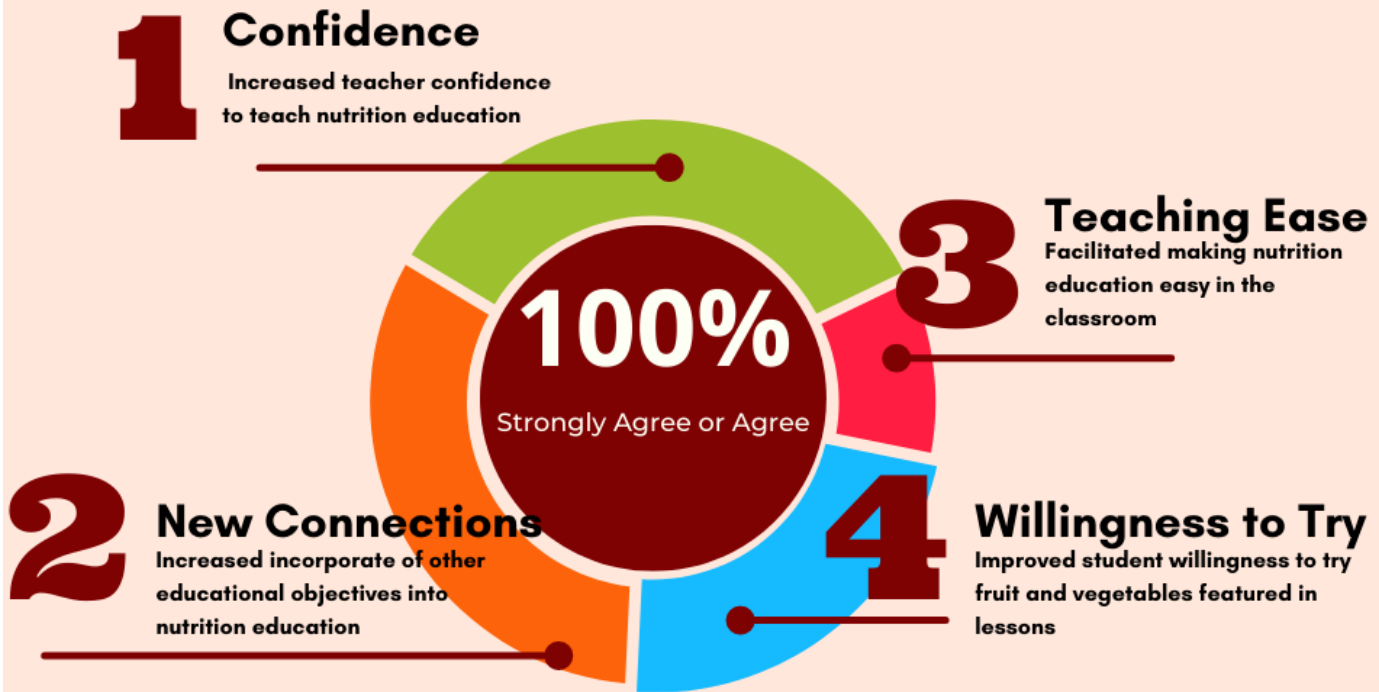 1
Confidence
Increased teacher confidence
to teach nutrition education
3
Teaching Ease
Facilitated making nutrition
education easy in the
classroom
100%
Strongly Agree or Agree
2
New Connections
Increased incorporate of other
educational objectives into
nutrition education
4
Willingness to Try
Improved student willingness to try
fruit and vegetables featured in
lessons